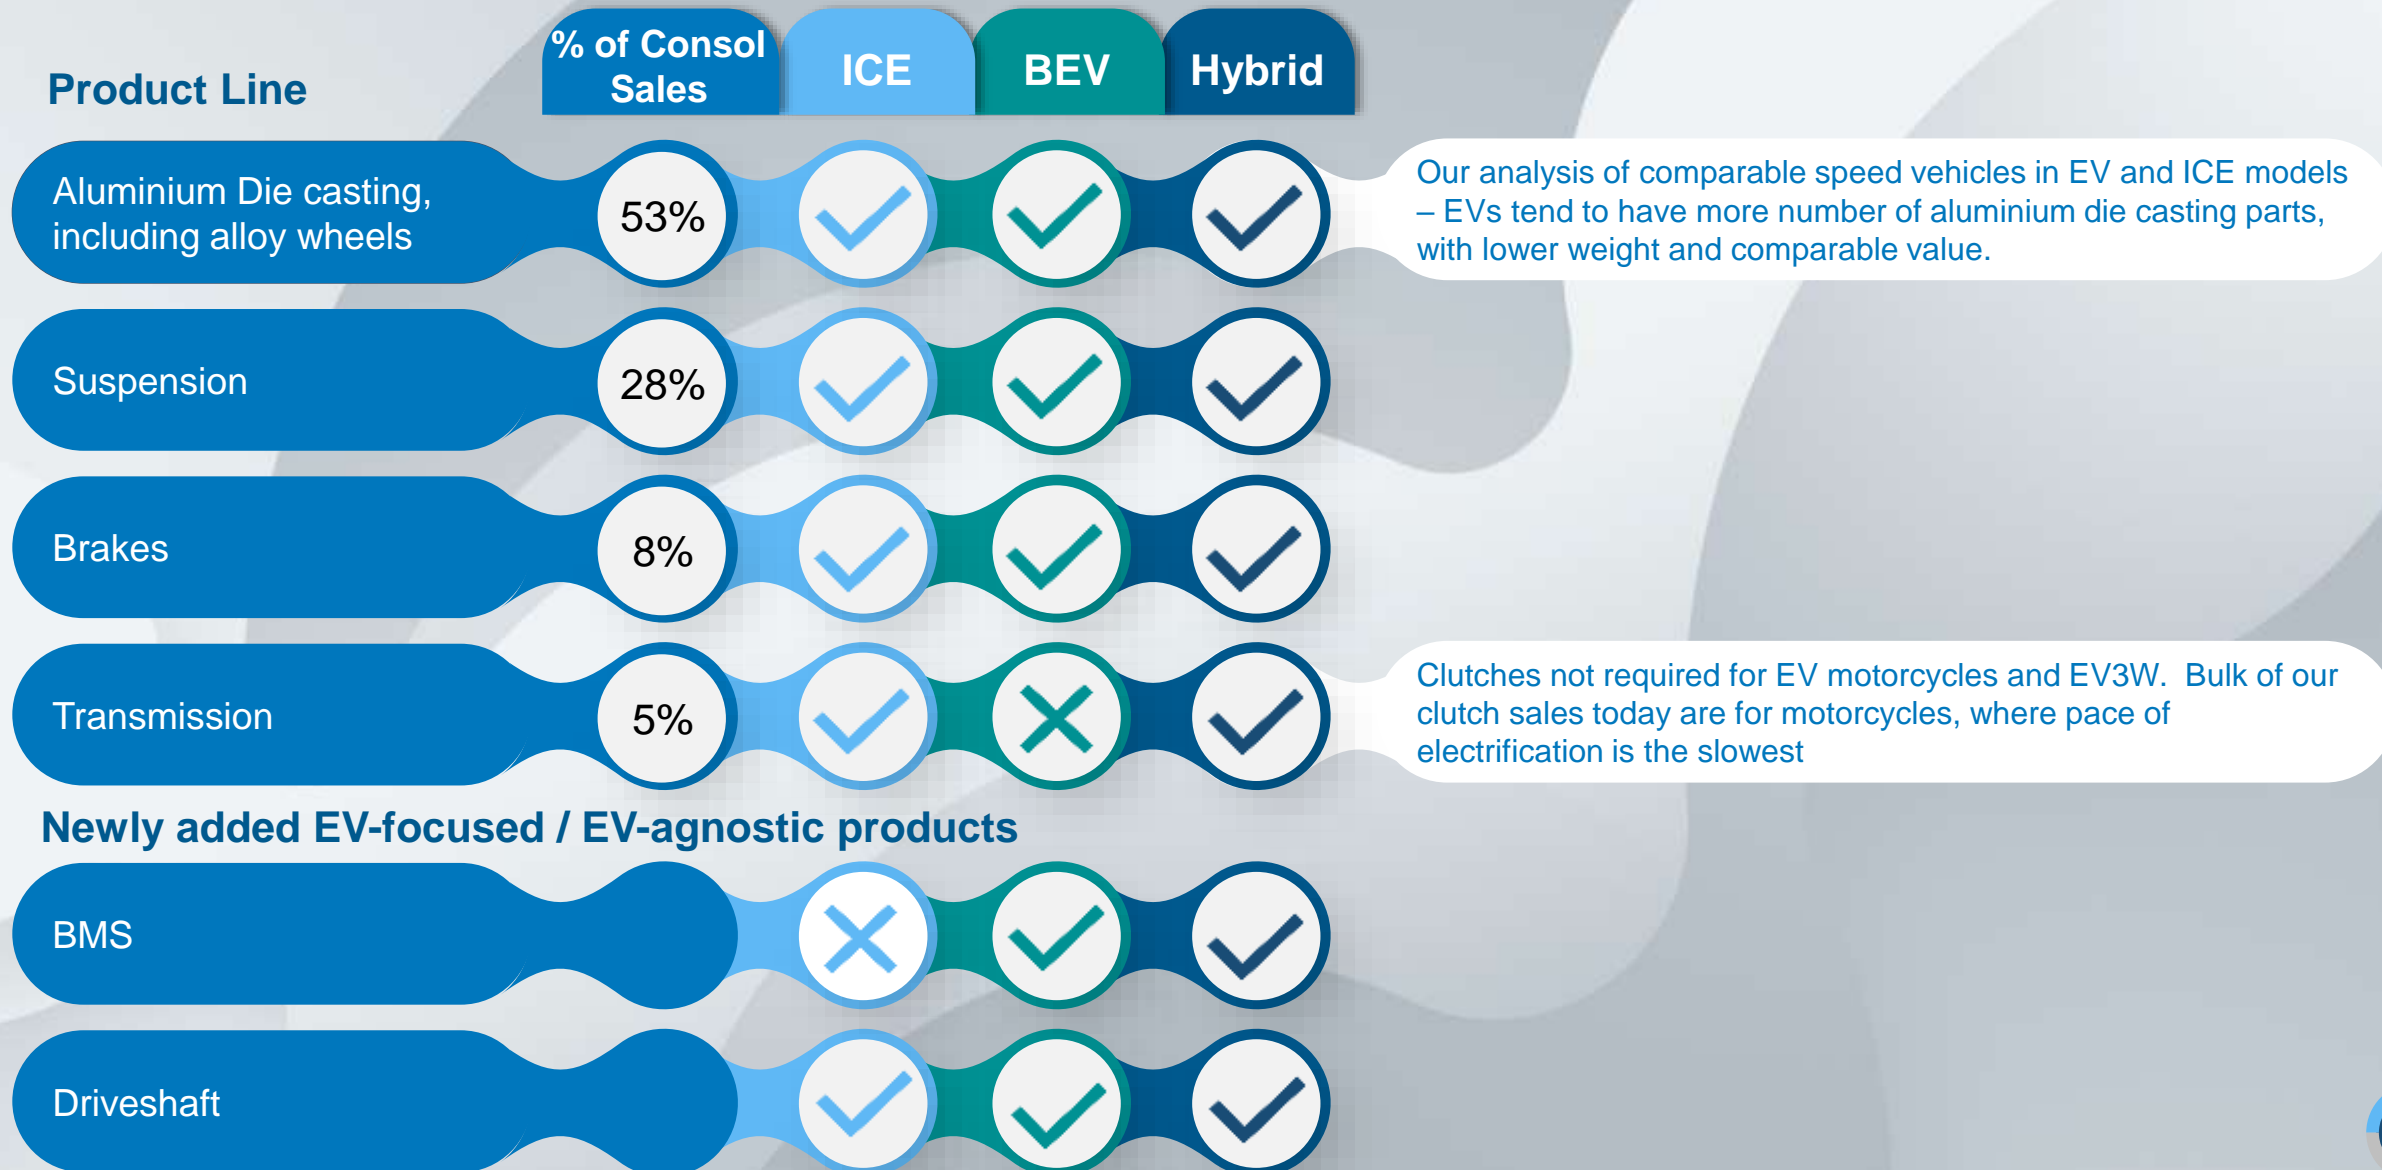 Product Line
% of Consol
Sales
ICE
BEV
Hybrid
Aluminium Die casting,
including alloy wheels
53%
Our analysis of comparable speed vehicles in EV and ICE models
– EVs tend to have more number of aluminium die casting parts,
with lower weight and comparable value.
Suspension
28%
Brakes
8%
Transmission
5%
Clutches not required for EV motorcycles and EV3W.  Bulk of our
clutch sales today are for motorcycles, where pace of
electrification is the slowest
Newly added EV-focused / EV-agnostic products
BMS
Driveshaft